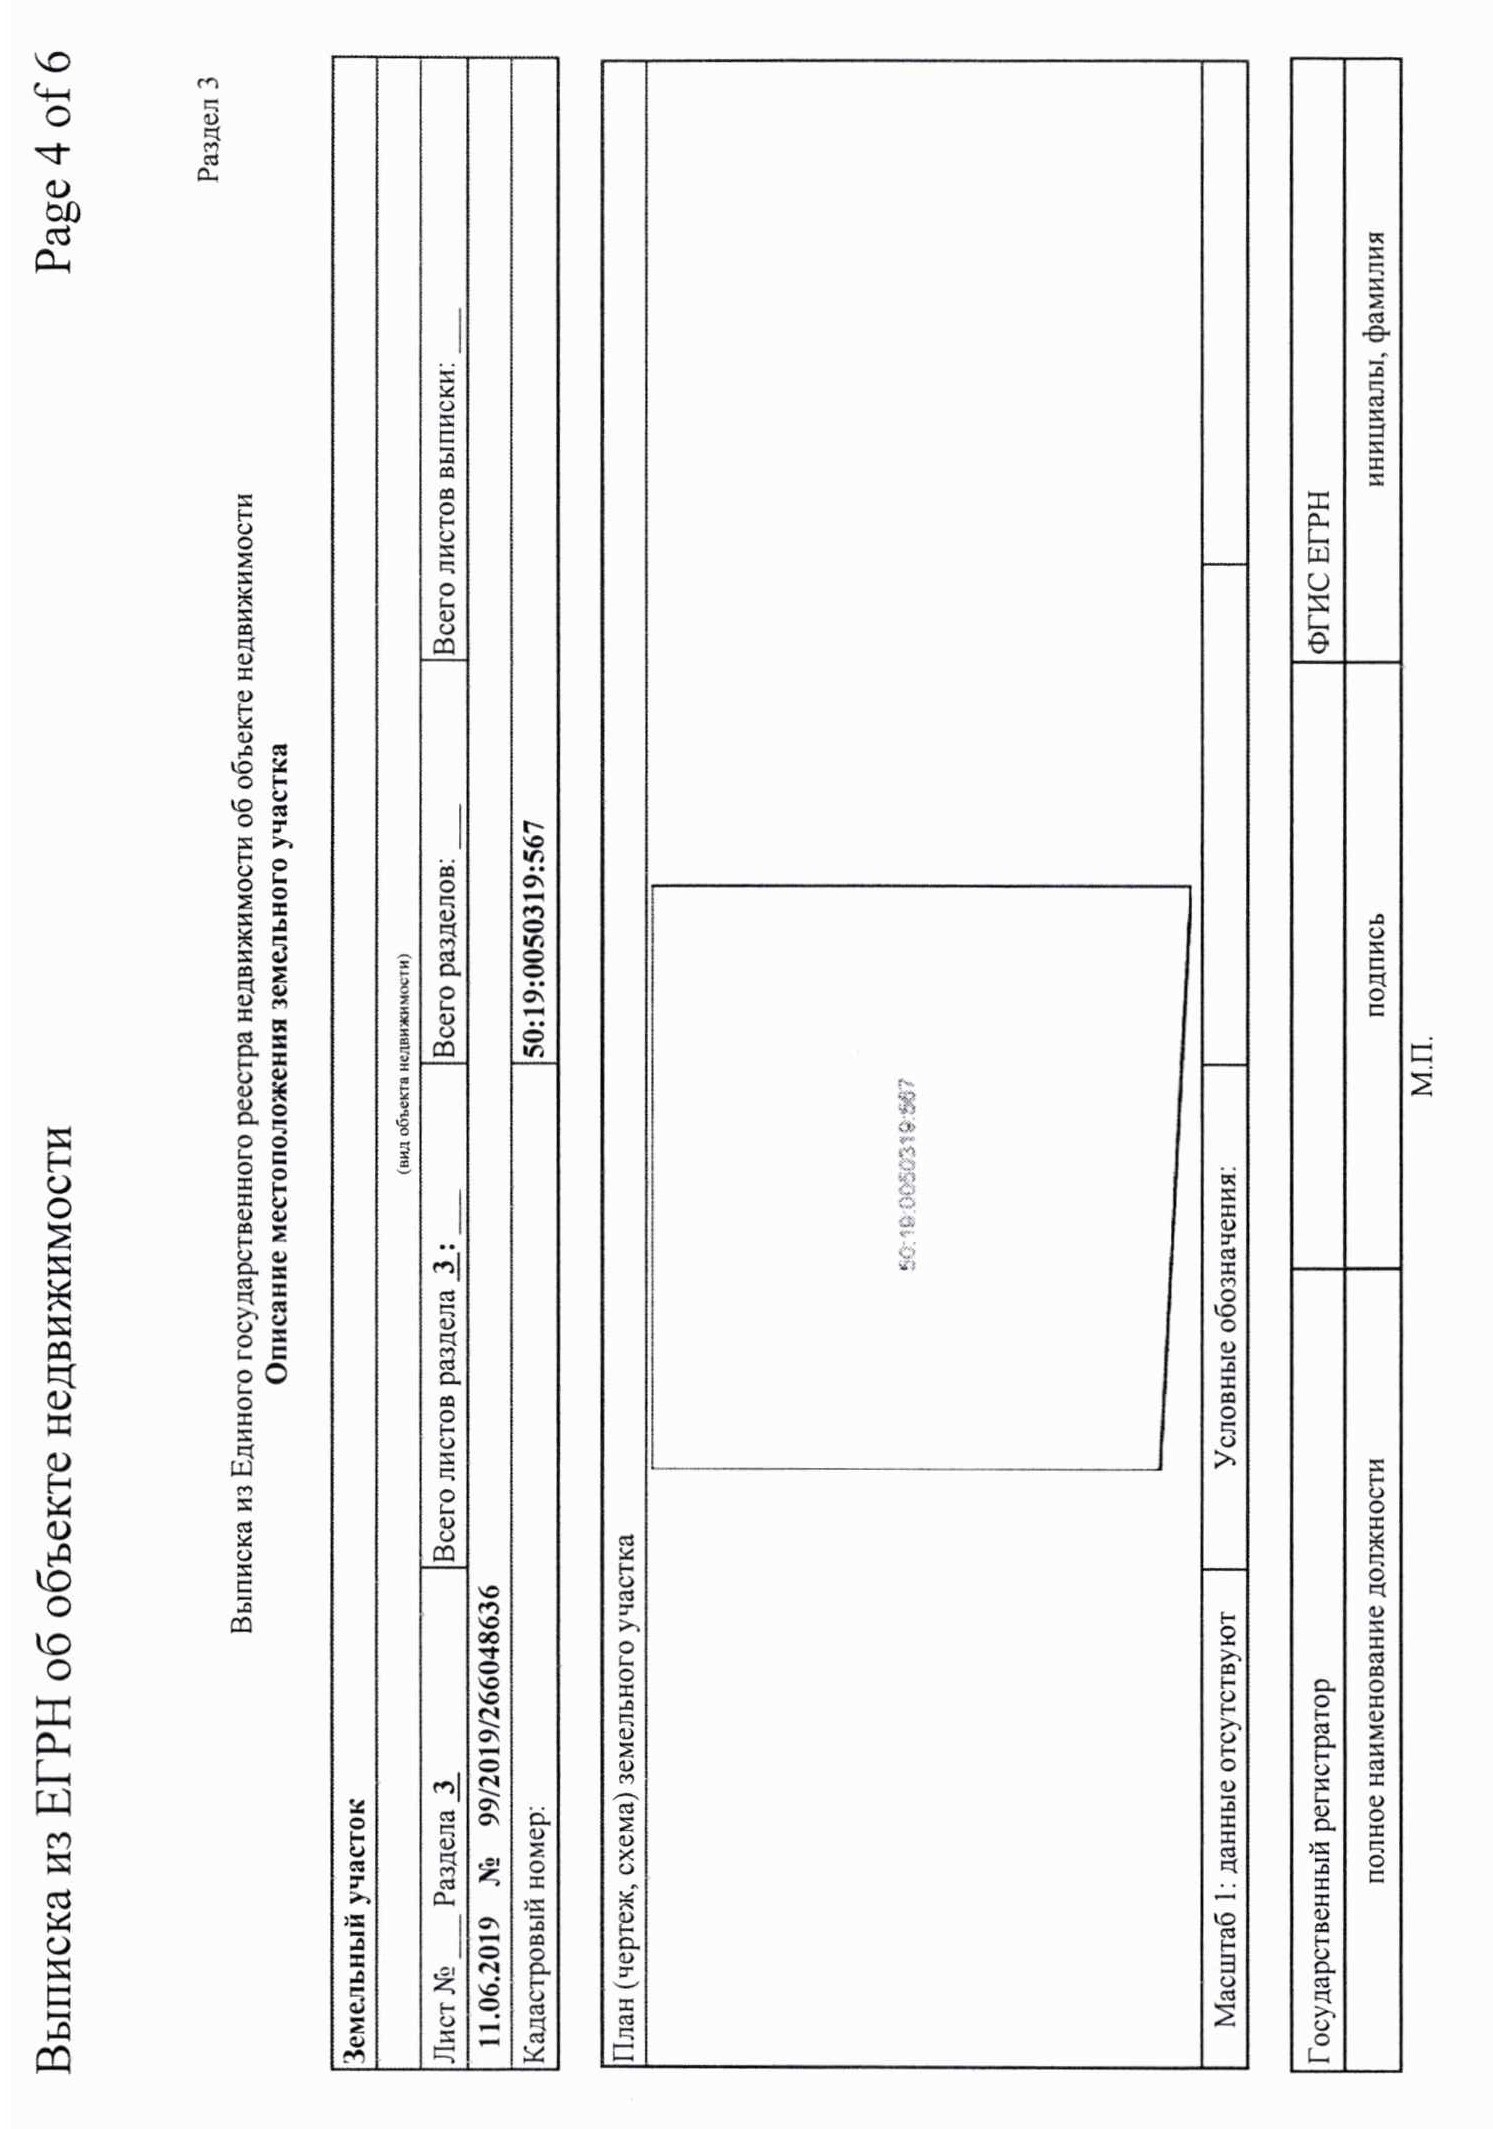 Выписка из ЕГРН об объекте недвижимости Page 4 of 6
Раздел 3
Выписка из Единого государственного реестра недвижимости об объекте недвижимости
Описание местоположения земельного участка
Земельный участок
(вид объекта недвижимости)
Лист № ___ Раздела 3 Всего листов раздела 3 : ___ Всего разделов: ___ Всего листов выписки: ___
11.06.2019 № 99/2019/266048636
Кадастровый номер: 50:19:0050319:567
План (чертеж, схема) земельного участка
50:19:0050319:567
Масштаб 1: данные отсутствуют Условные обозначения:
Государственный регистратор ФГИС ЕГРН
полное наименование должности подпись инициалы, фамилия
М.П.